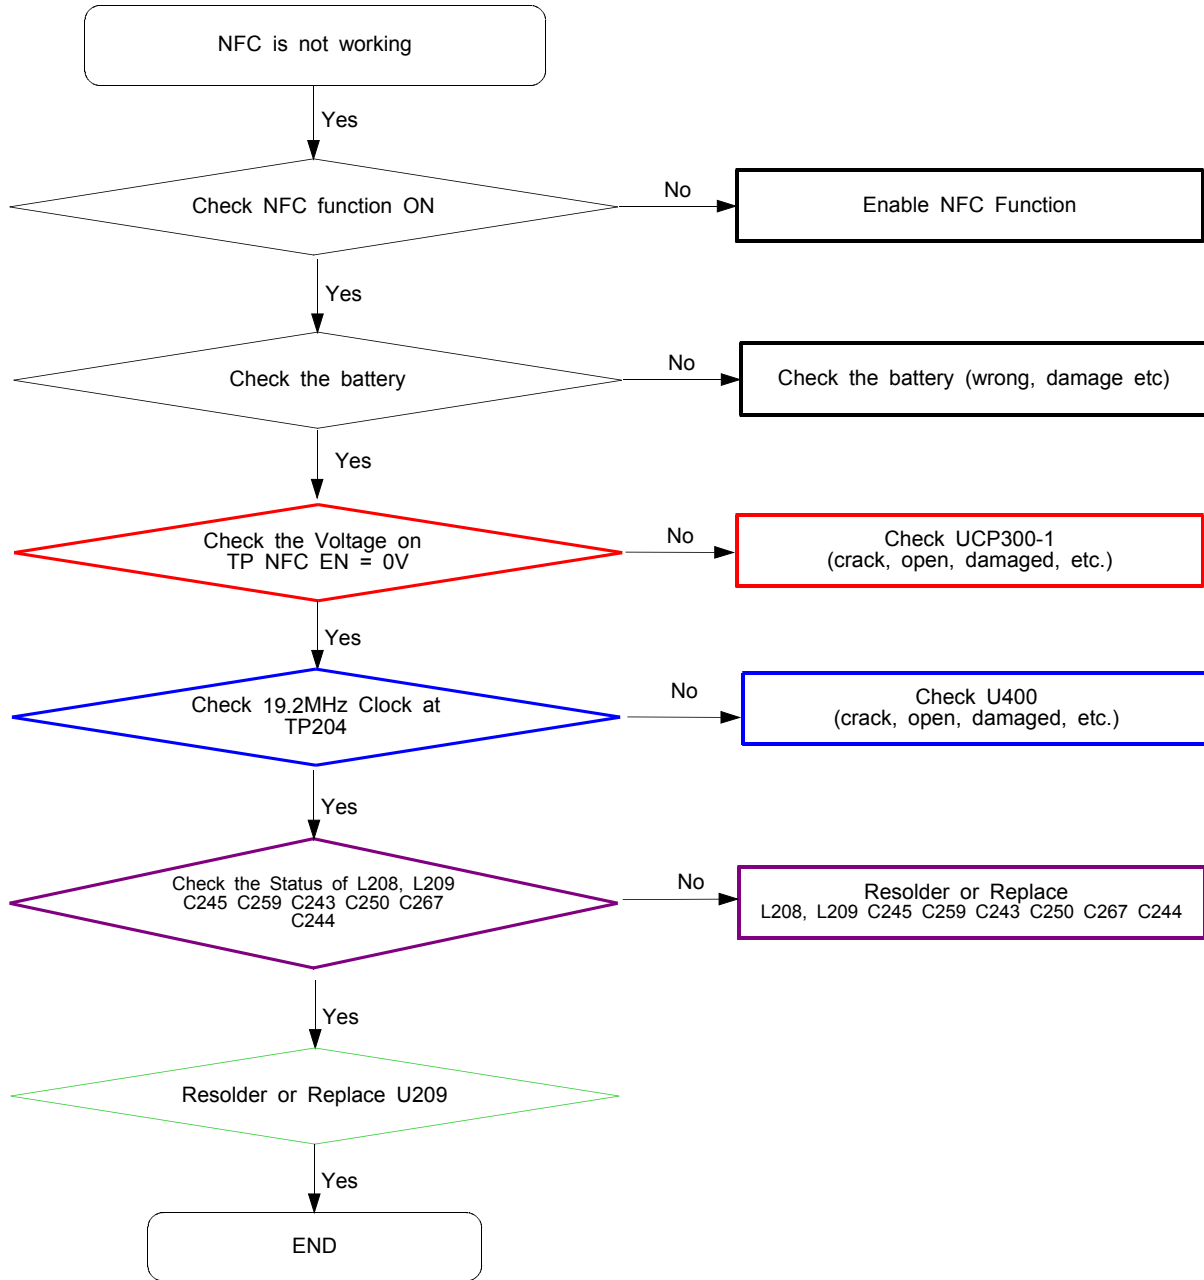 NFC is not working
Yes
Check NFC function ON
No
Enable NFC Function
Yes
Check the battery
No
Check the battery (wrong, damage etc)
Yes
Check the Voltage on
TP NFC EN = 0V
No
Check UCP300-1
(crack, open, damaged, etc.)
Yes
Check 19.2MHz Clock at
TP204
No
Check U400
(crack, open, damaged, etc.)
Yes
Check the Status of L208, L209
C245 C259 C243 C250 C267
C244
No
Resolder or Replace
L208, L209 C245 C259 C243 C250 C267 C244
Yes
Resolder or Replace U209
Yes
END